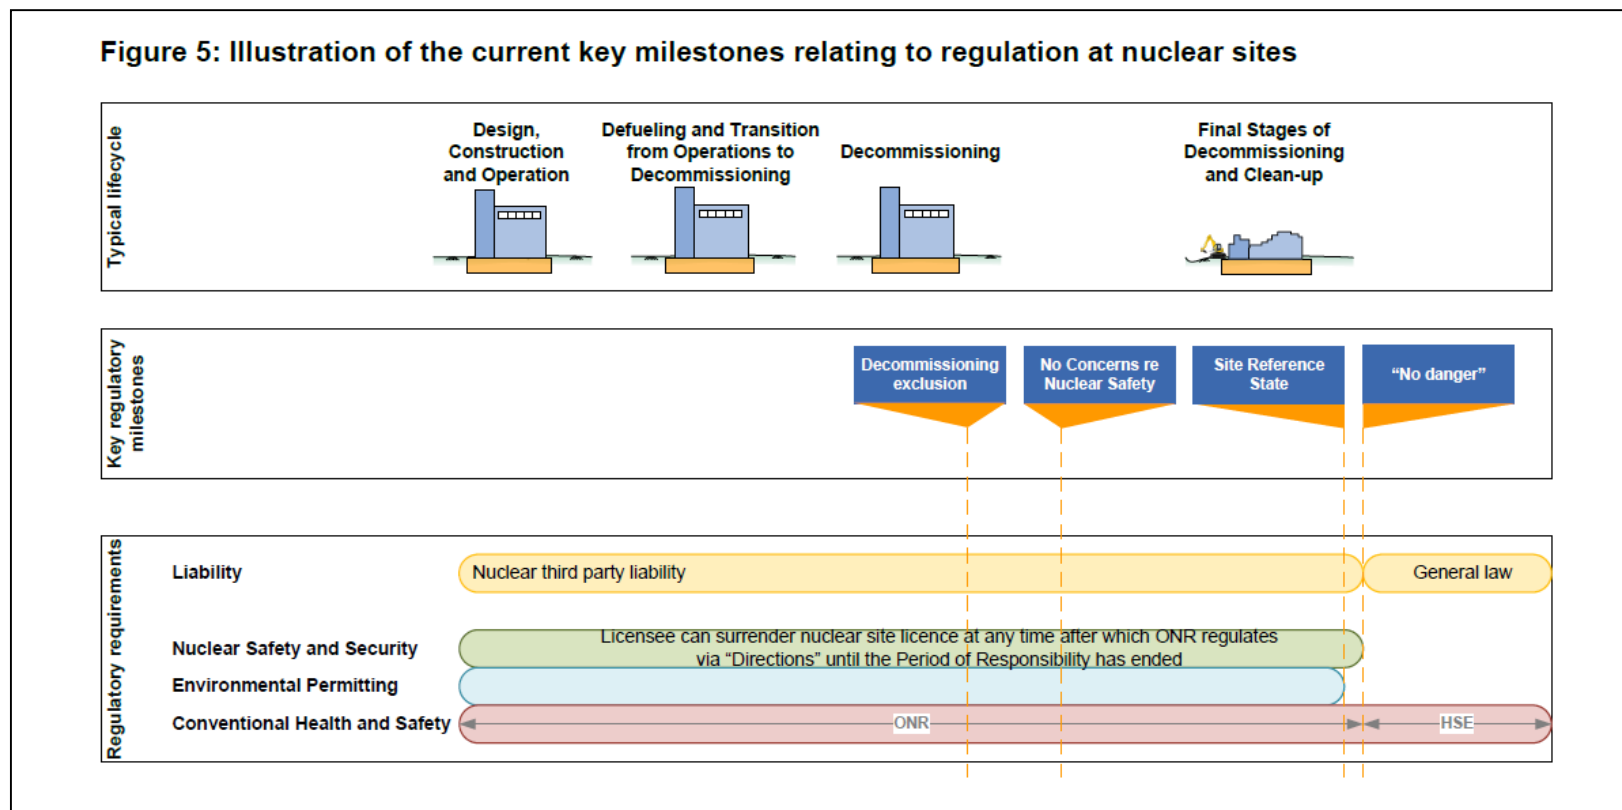 Figure 5: Illustration of the current key milestones relating to regulation at nuclear sites
Typical lifecycle
Design,
Construction
and Operation
Defueling and Transition
from Operations to
Decommissioning
Decommissioning
Final Stages of
Decommissioning
and Clean-up
Key regulatory
milestones
Decommissioning
exclusion
No Concerns re
Nuclear Safety
Site Reference
State
“No danger”
Regulatory requirements
Liability
Nuclear third party liability
General law
Nuclear Safety and Security
Licensee can surrender nuclear site licence at any time after which ONR regulates
via “Directions” until the Period of Responsibility has ended
Environmental Permitting
Conventional Health and Safety
ONR
HSE